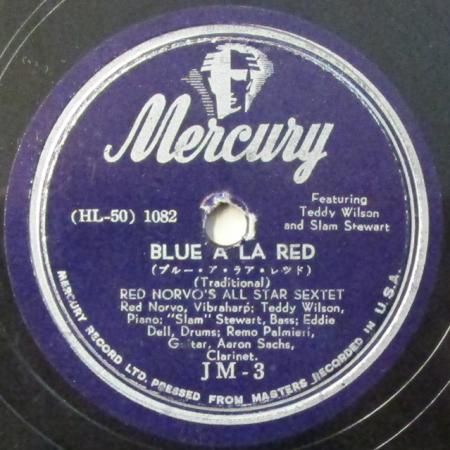 Mercury
(HL-50) 1082
Featuring
Teddy Wilson
and Slam Stewart
BLUE A LA RED
(ブルー・ア・ラア・レッド)
(Traditional)
RED NORVO'S ALL STAR SEXTET
Red Norvo, Vibraharp; Teddy Wilson,
Piano; "Slam" Stewart, Bass; Eddie
Dell, Drums; Remo Palmieri,
Guitar, Aaron Sachs,
Clarinet.
JM-3
MERCURY RECORD LTD. PRESSED FROM MASTERS RECORDED IN U.S.A.